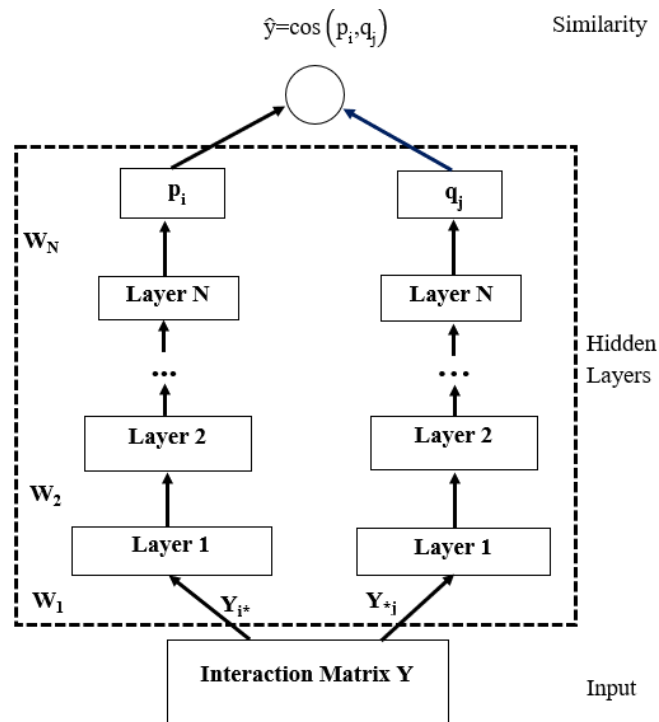 ŷ=cos(p_i,q_j)
Similarity
p_i
q_j
W_N
Layer N
Layer N
Hidden
Layers
...
...
Layer 2
Layer 2
W_2
Layer 1
Layer 1
W_1
Y_i*
Y_*j
Interaction Matrix Y
Input